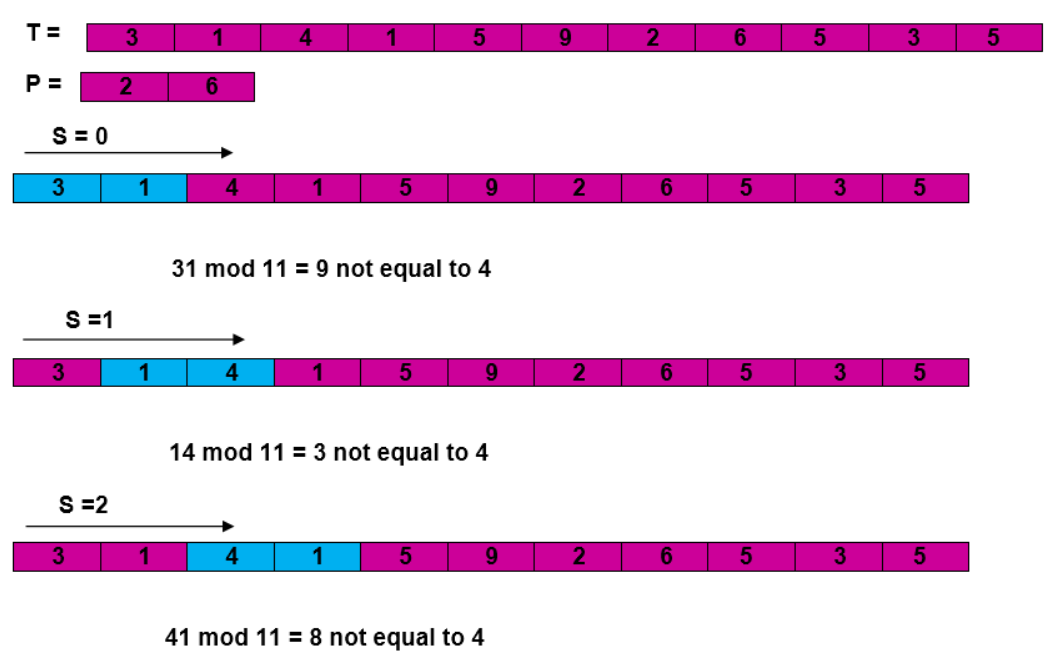 T = 3 1 4 1 5 9 2 6 5 3 5
P = 2 6
S = 0
3 1 4 1 5 9 2 6 5 3 5
31 mod 11 = 9 not equal to 4
S =1
3 1 4 1 5 9 2 6 5 3 5
14 mod 11 = 3 not equal to 4
S =2
3 1 4 1 5 9 2 6 5 3 5
41 mod 11 = 8 not equal to 4